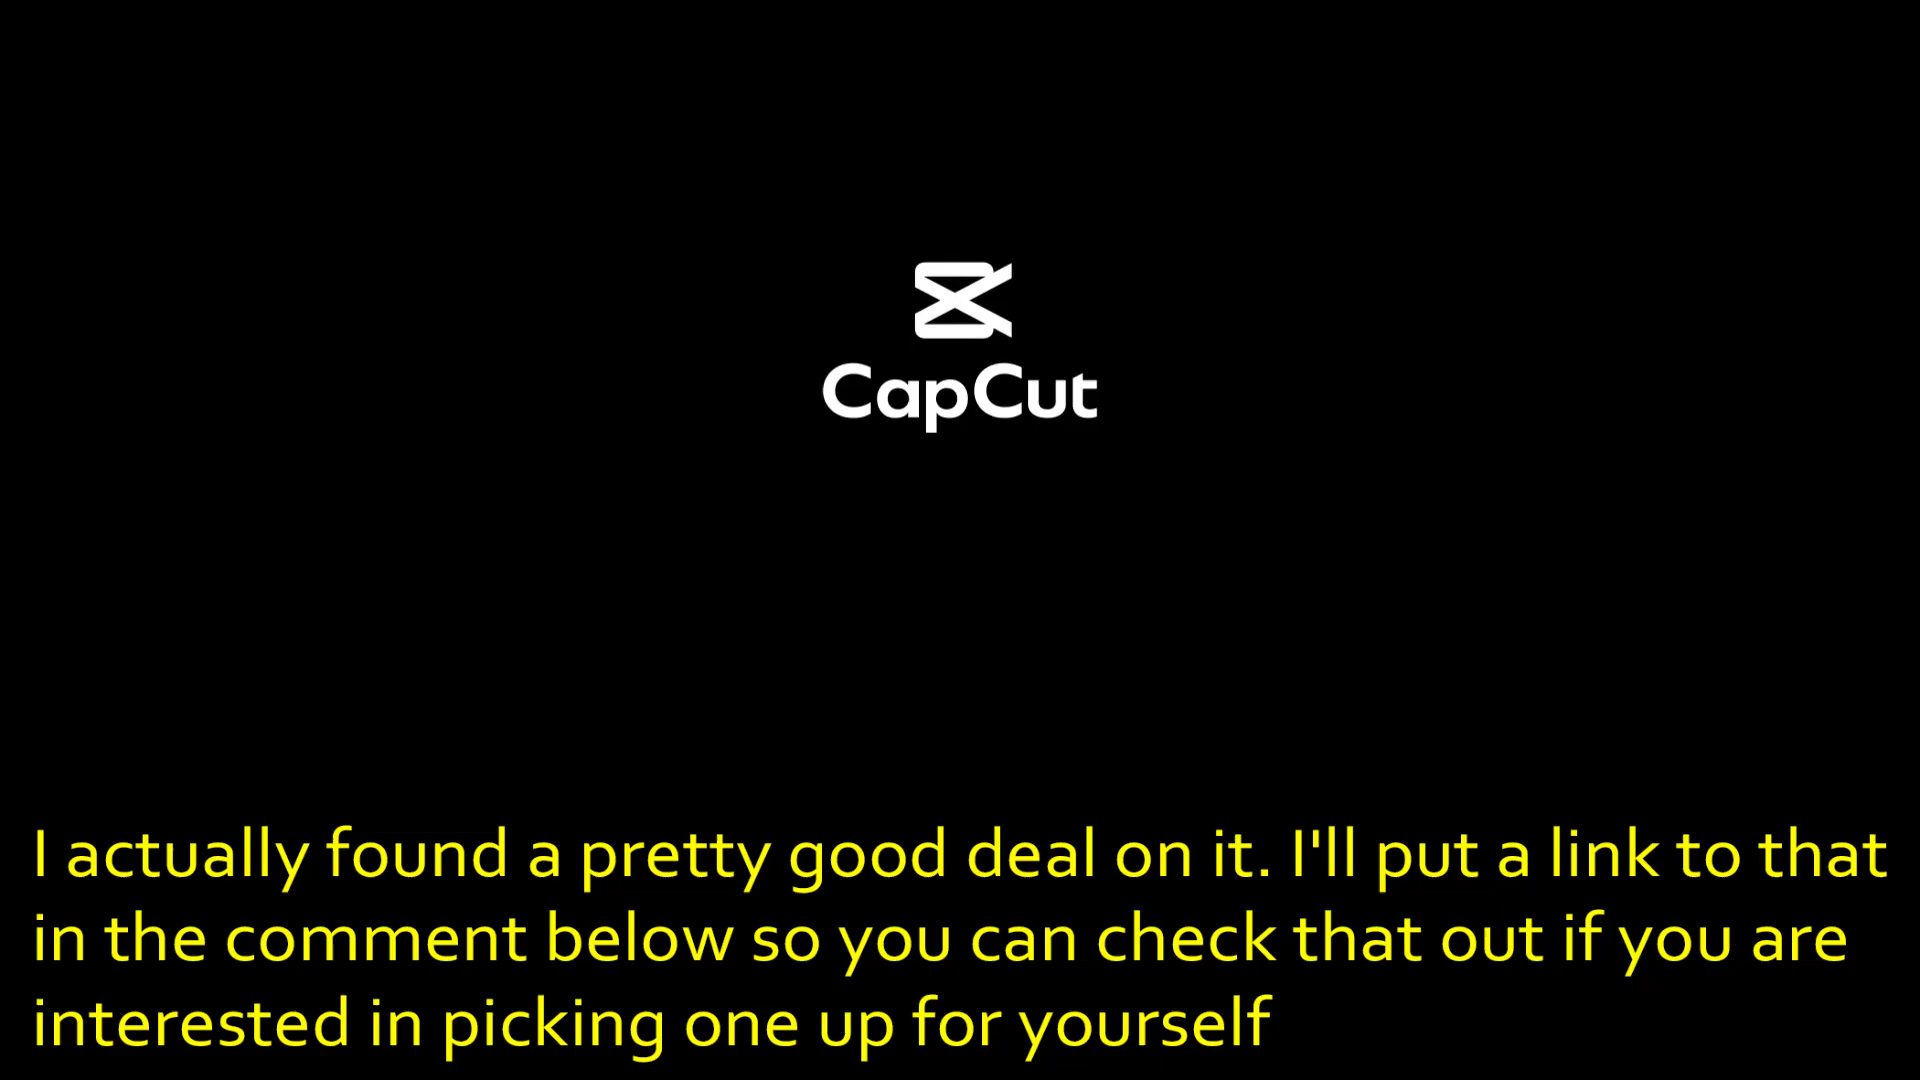 CapCut
I actually found a pretty good deal on it. I'll put a link to that
in the comment below so you can check that out if you are
interested in picking one up for yourself